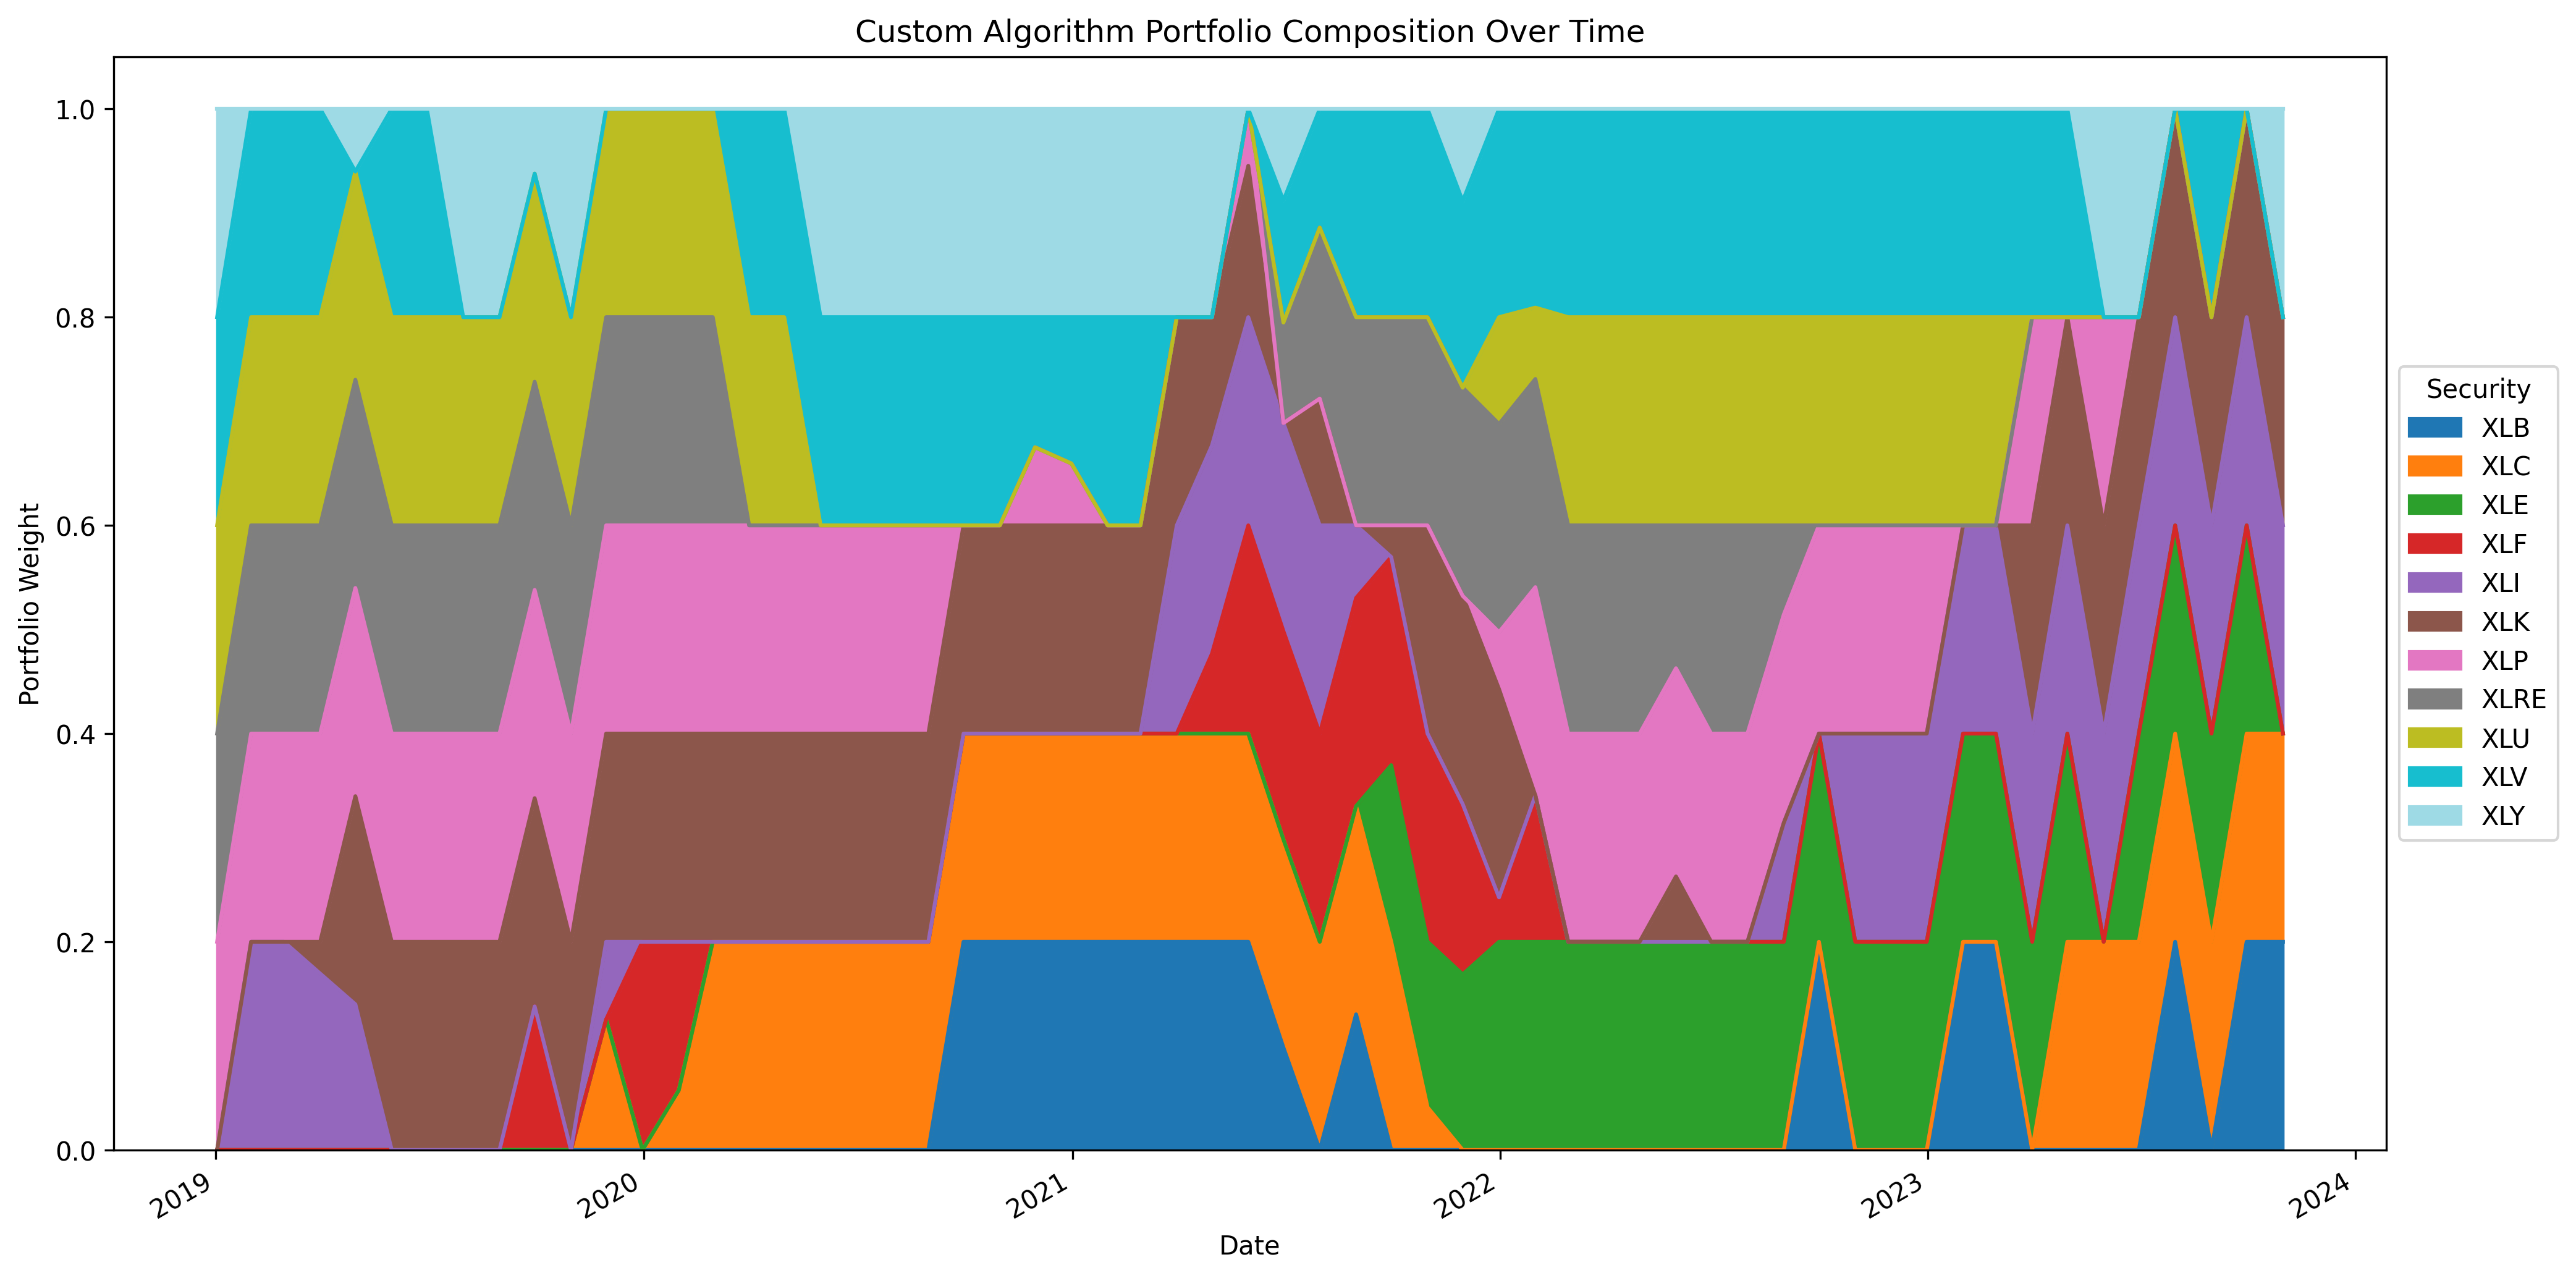 Custom Algorithm Portfolio Composition Over Time
Portfolio Weight
1.0
0.8
0.6
0.4
0.2
0.0
2019
2020
2021
2022
2023
2024
Date
Security
XLB
XLC
XLE
XLF
XLI
XLK
XLP
XLRE
XLU
XLV
XLY